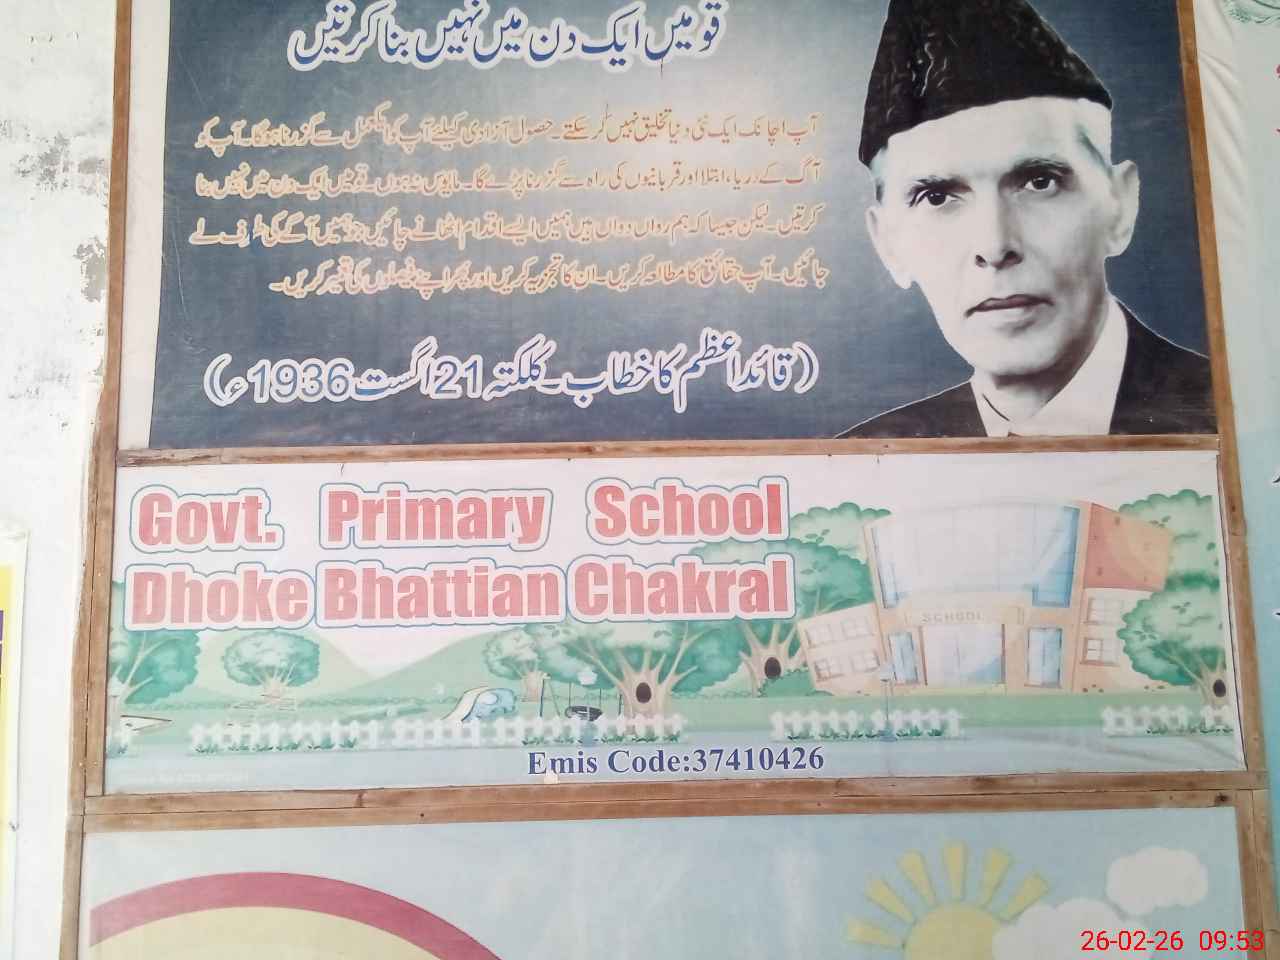 قومیں ایک دن میں نہیں بنا کرتیں
آپ اچانک ایک نئی دنیا تخلیق نہیں کر سکتے۔ حصول آزادی کیلئے آپ کو ایک عمل سے گزرنا ہوگا۔ آپ کو
آگ کے دریا، ابتلا اور قربانیوں کی راہ سے گزرنا پڑے گا۔ مایوس نہ ہوں۔ قومیں ایک دن میں نہیں بنا
کرتیں۔ لیکن جیسا کہ ہم رواں دواں ہیں ہمیں ایسے اقدام اٹھانے چاہئیں جو ہمیں آگے کی طرف لے
جائیں۔ آپ حقائق کا مطالعہ کریں۔ ان کا تجزیہ کریں اور پھر اپنے فیصلوں کی تعمیر کریں۔
(قائداعظم کا خطاب۔ کلکتہ 21 اگست 1936ء)
Govt. Primary School
Dhoke Bhattian Chakral
SCHOOL
Emis Code:37410426
26-02-26 09:53